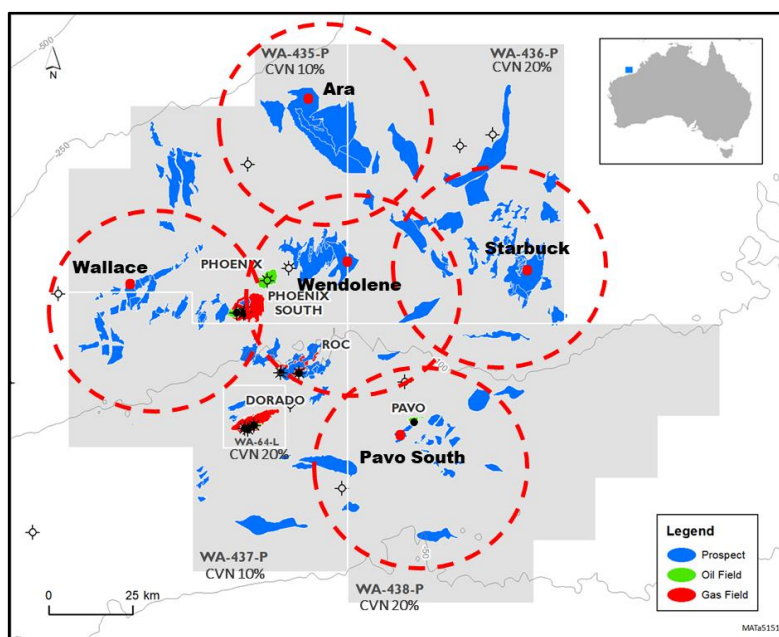 -500
WA-435-P
CVN 10%
WA-436-P
CVN 20%
N
Ara
-250
Starbuck
Wallace
PHOENIX
Wendolene
PHOENIX
SOUTH
ROC
-100
DORADO
PAVO
WA-64-L
CVN 20%
Pavo South
WA-437-P
CVN 10%
-50
WA-438-P
CVN 20%
Legend
Prospect
Oil Field
Gas Field
0
25 km
MATa5151